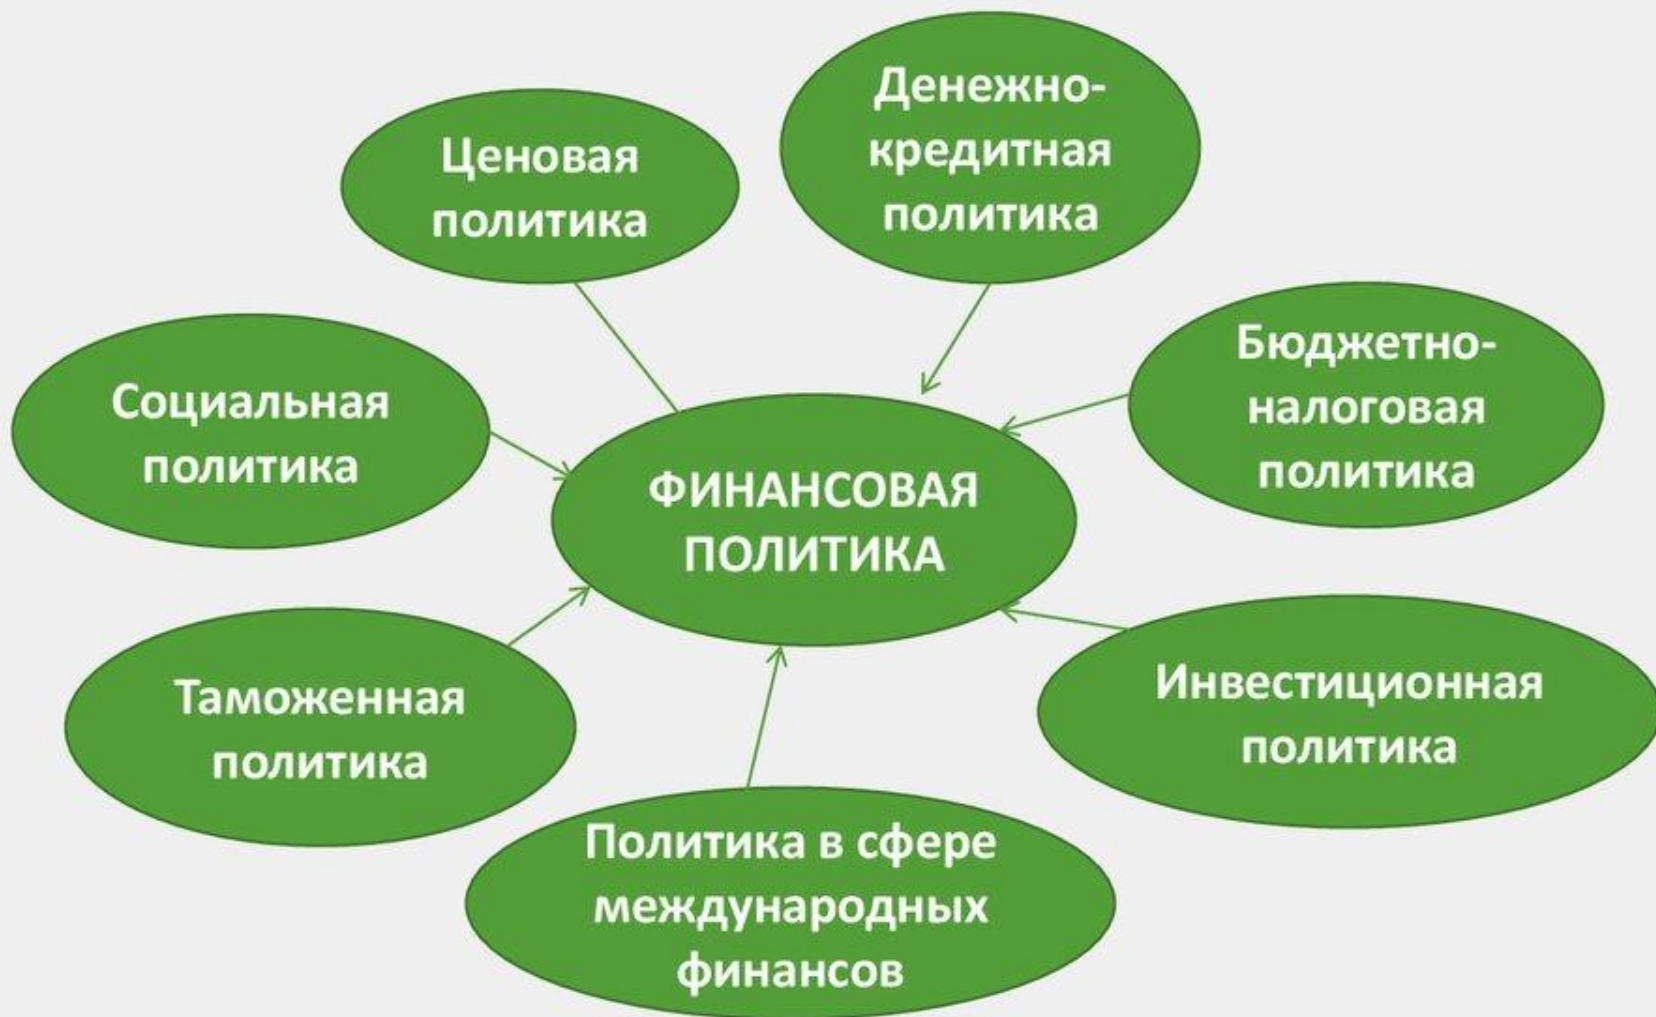 Ценовая
политика
Денежно-
кредитная
политика
Социальная
политика
Бюджетно-
налоговая
политика
ФИНАНСОВАЯ
ПОЛИТИКА
Таможенная
политика
Инвестиционная
политика
Политика в сфере
международных
финансов